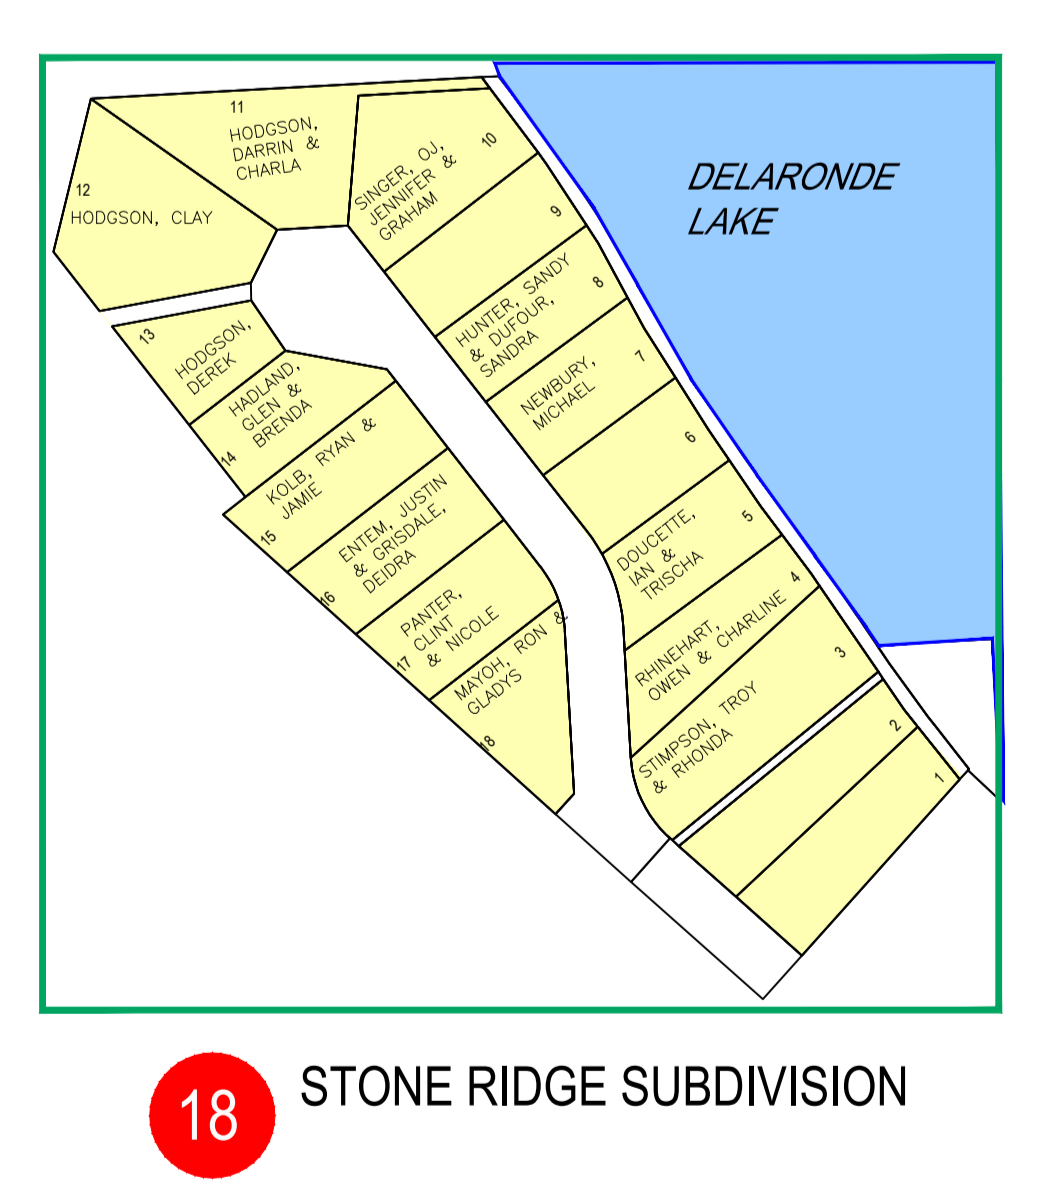 11
HODGSON,
DARRIN &
CHARLA
12
HODGSON, CLAY
10
SINGER, OJ,
JENNIFER &
GRAHAM
DELARONDE
LAKE
9
8
HUNTER, SANDY
& DUFOUR,
SANDRA
13
HODGSON,
DEREK
7
NEWBURY,
MICHAEL
HADLAND,
GLEN &
BRENDA
14
6
KOLB, RYAN &
JAMIE
15
5
DOUCETTE,
IAN &
TRISCHA
ENTEM, JUSTIN
& GRISDALE,
DEIDRA
16
4
RHINEHART,
OWEN & CHARLINE
PANTER,
CLINT
& NICOLE
17
3
STIMPSON, TROY
& RHONDA
MAYOH, RON &
GLADYS
18
2
1
18
STONE RIDGE SUBDIVISION